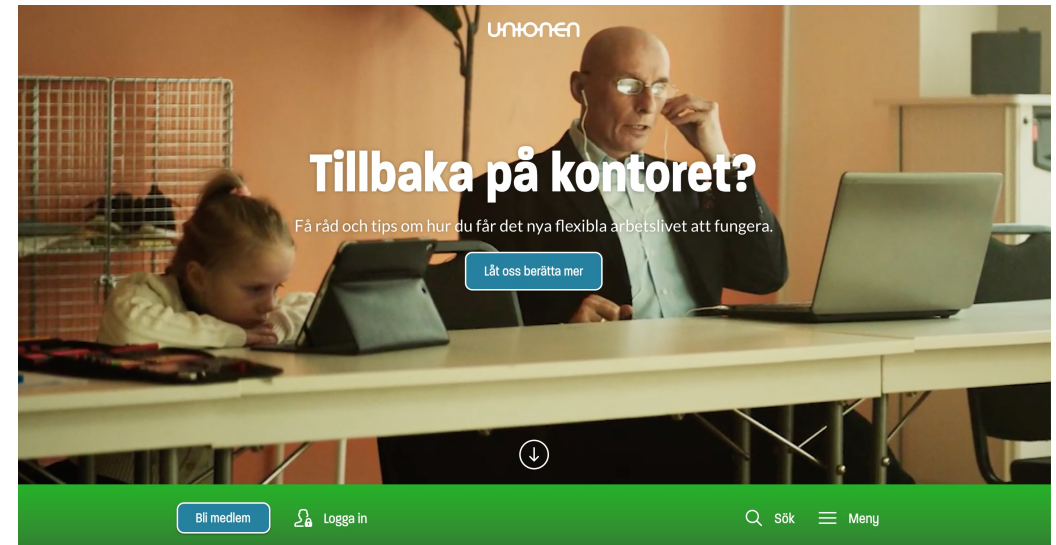 unionen
Tillbaka på kontoret?
Få råd och tips om hur du får det nya flexibla arbetslivet att fungera.
Låt oss berätta mer
Bli medlem
Logga in
Sök
Meny